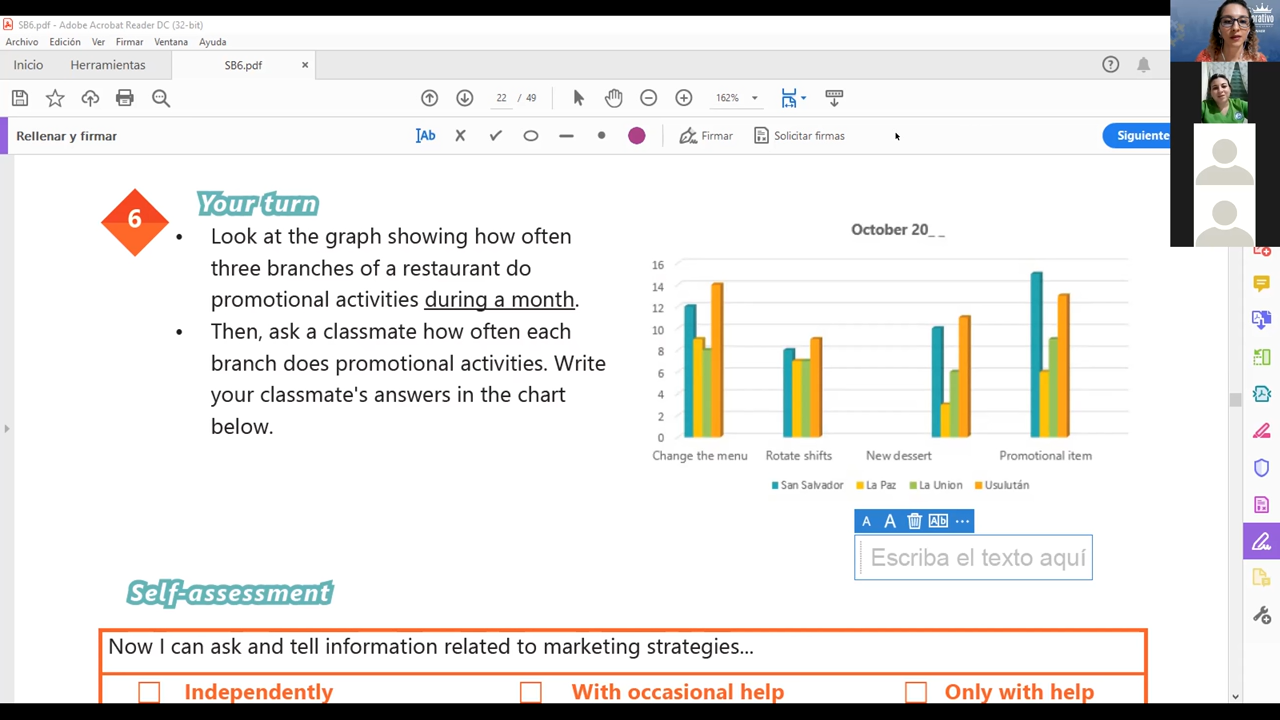 SB6.pdf - Adobe Acrobat Reader DC (32-bit)
Archivo Edición Ver Firmar Ventana Ayuda
Inicio Herramientas SB6.pdf ×
22 / 49 162%
Rellenar y firmar
Ab Firmar Solicitar firmas Siguiente
6 Your turn
• Look at the graph showing how often
three branches of a restaurant do
promotional activities during a month.
• Then, ask a classmate how often each
branch does promotional activities. Write
your classmate's answers in the chart
below.
October 20_ _
16
14
12
10
8
6
4
2
0
Change the menu Rotate shifts New dessert Promotional item
San Salvador La Paz La Union Usulután
A A Ab ...
Escriba el texto aquí
Self-assessment
Now I can ask and tell information related to marketing strategies...
Independently With occasional help Only with help